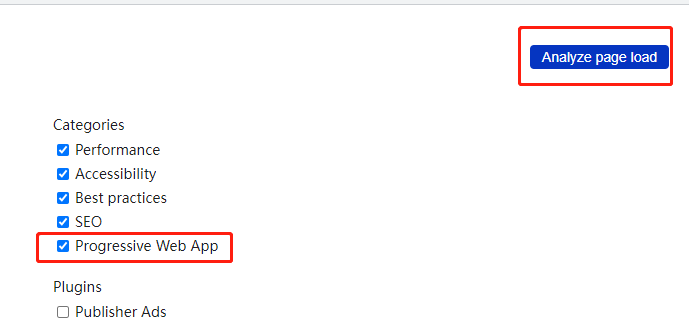 Analyze page load
Categories
Performance
Accessibility
Best practices
SEO
Progressive Web App
Plugins
Publisher Ads